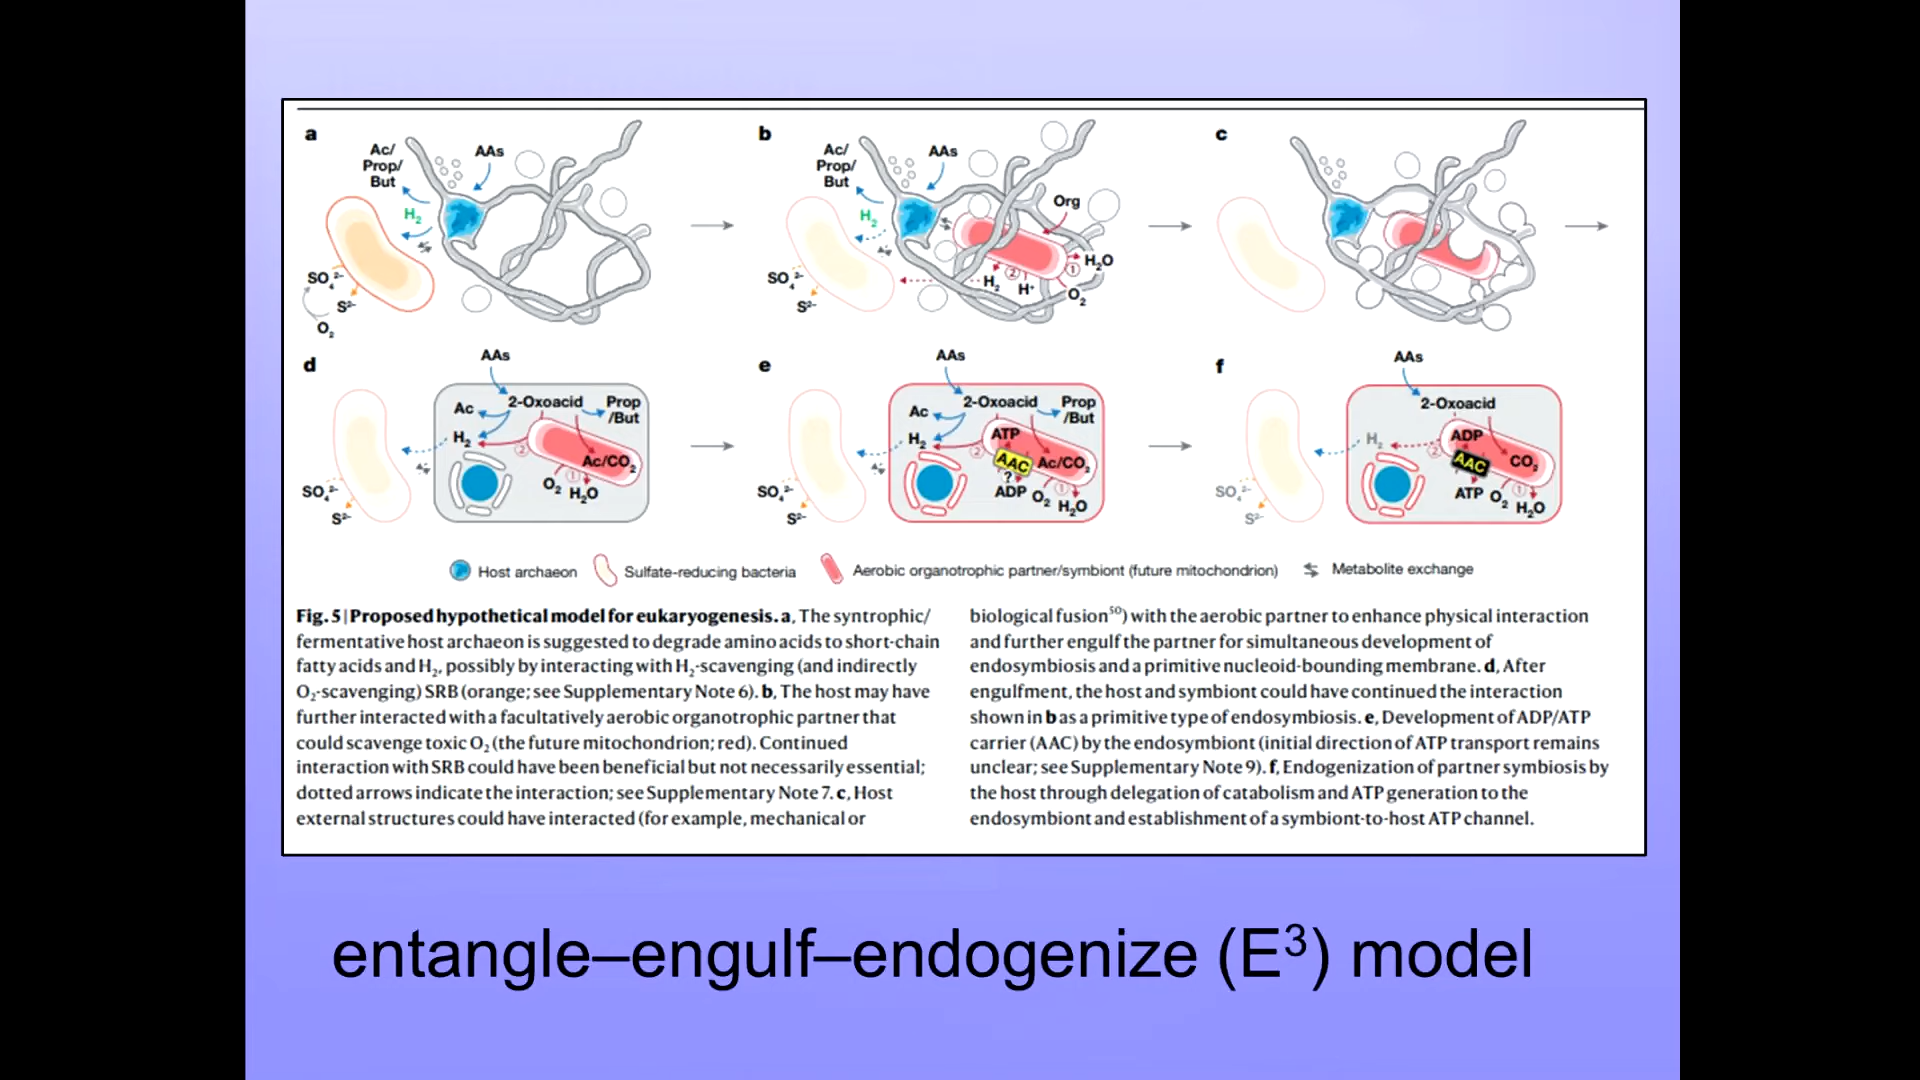 a
Ac/
Prop/
But
AAs
H₂
SO₄²⁻
S²⁻
O₂
b
Ac/
Prop/
But
AAs
H₂
Org
SO₄²⁻
S²⁻
H₂
②
H⁺
①
H₂O
O₂
c
d
AAs
Ac
2-Oxoacid
Prop
/But
H₂
②
Ac/CO₂
①
O₂
H₂O
SO₄²⁻
S²⁻
e
AAs
Ac
2-Oxoacid
Prop
/But
H₂
②
ATP
AAC
Ac/CO₂
?
ADP
①
O₂
H₂O
SO₄²⁻
S²⁻
f
AAs
2-Oxoacid
H₂
②
ADP
AAC
CO₂
ATP
①
O₂
H₂O
SO₄²⁻
S²⁻
Host archaeon
Sulfate-reducing bacteria
Aerobic organotrophic partner/symbiont (future mitochondrion)
Metabolite exchange
Fig. 5 | Proposed hypothetical model for eukaryogenesis. a, The syntrophic/
fermentative host archaeon is suggested to degrade amino acids to short-chain
fatty acids and H₂, possibly by interacting with H₂-scavenging (and indirectly
O₂-scavenging) SRB (orange; see Supplementary Note 6). b, The host may have
further interacted with a facultatively aerobic organotrophic partner that
could scavenge toxic O₂ (the future mitochondrion; red). Continued
interaction with SRB could have been beneficial but not necessarily essential;
dotted arrows indicate the interaction; see Supplementary Note 7. c, Host
external structures could have interacted (for example, mechanical or
biological fusion⁵⁰) with the aerobic partner to enhance physical interaction
and further engulf the partner for simultaneous development of
endosymbiosis and a primitive nucleoid-bounding membrane. d, After
engulfment, the host and symbiont could have continued the interaction
shown in b as a primitive type of endosymbiosis. e, Development of ADP/ATP
carrier (AAC) by the endosymbiont (initial direction of ATP transport remains
unclear; see Supplementary Note 9). f, Endogenization of partner symbiosis by
the host through delegation of catabolism and ATP generation to the
endosymbiont and establishment of a symbiont-to-host ATP channel.
entangle–engulf–endogenize (E³) model